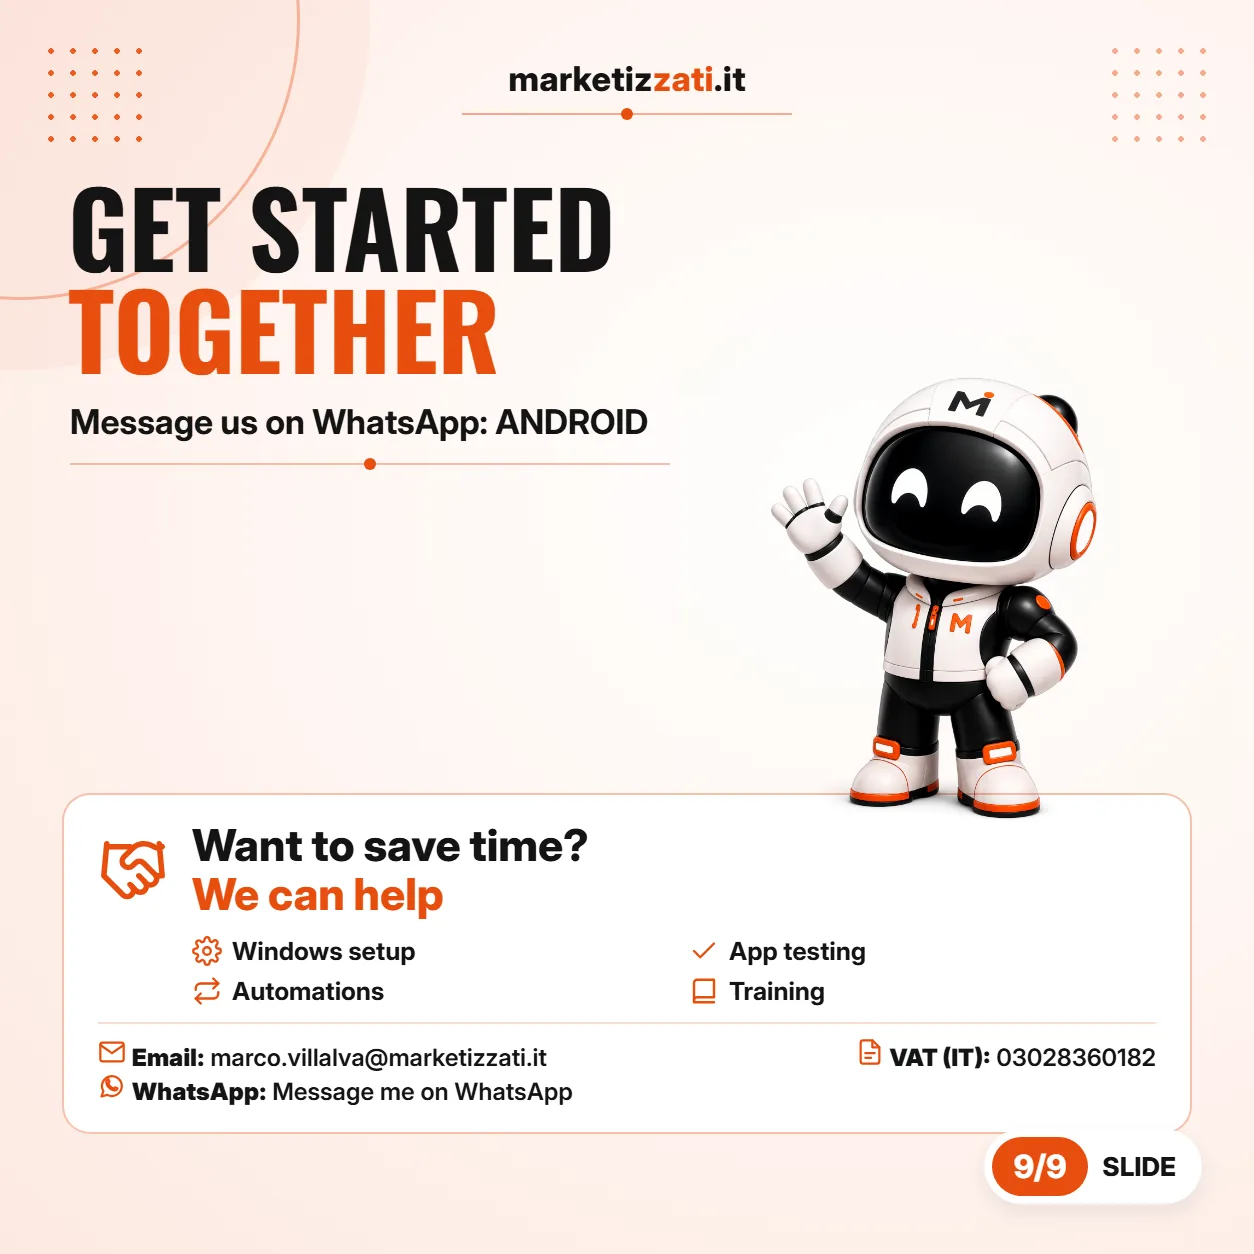 marketizzati.it
GET STARTED
TOGETHER
Message us on WhatsApp: ANDROID
M
M
Want to save time?
We can help
Windows setup
App testing
Automations
Training
Email: marco.villalva@marketizzati.it
VAT (IT): 03028360182
WhatsApp: Message me on WhatsApp
9/9 SLIDE